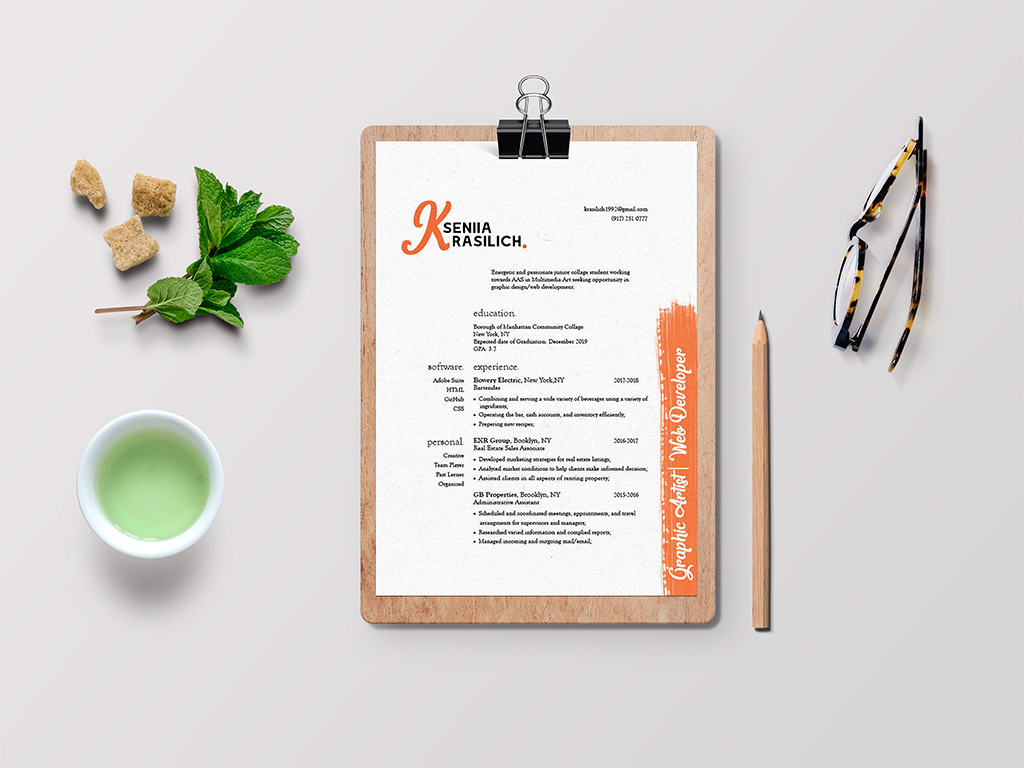 KSENIIA
KRASILICH.
krasilich1992@gmail.com
(917) 251 0777
Energetic and passionate junior collage student working
towards AAS in Multimedia Art seeking opportunity in
graphic design/web development.
education.
Borough of Manhattan Community Collage
New York, NY
Expected date of Graduation: December 2019
GPA: 3.7
software.
Adobe Suite
HTML
GitHub
CSS
personal.
Creative
Team Player
Fast Lerner
Organized
experience.
Bowery Electric, New York,NY 2017-2018
Bartender
• Combining and serving a wide variety of beverages using a variety of
ingridients;
• Operating the bar, cash accounts, and inventory efficiently;
• Prepering new recipes;
EXR Group, Booklyn, NY 2016-2017
Real Estate Sales Associate
• Developed marketing strategies for real estate listings;
• Analyzed market conditions to help clients make informed decision;
• Assisted clients in all aspects of renting property;
GB Properties, Brooklyn, NY 2015-2016
Administrative Assistant
• Scheduled and coordinated meetings, appointments, and travel
arrangments for supervisors and managers,
• Researched varied information and complied reports;
• Managed incoming and outgoing mail/email;
Graphic Artist | Web Developer